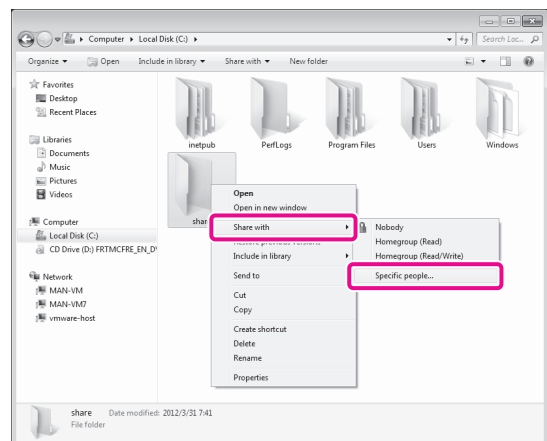 Computer ▸ Local Disk (C:) ▸
Search Loc...
Organize ▾ Open Include in library ▾ Share with ▾ New folder
Favorites
Desktop
Recent Places
Libraries
Documents
Music
Pictures
Videos
Computer
Local Disk (C:)
CD Drive (D:) FRTMCFRE_EN_D
Network
MAN-VM
MAN-VM7
vmware-host
inetpub PerfLogs Program Files Users Windows
share
Open
Open in new window
Share with
Restore previous versions
Include in library
Send to
Cut
Copy
Create shortcut
Delete
Rename
Properties
Nobody
Homegroup (Read)
Homegroup (Read/Write)
Specific people...
share Date modified: 2012/3/31 7:41
File folder